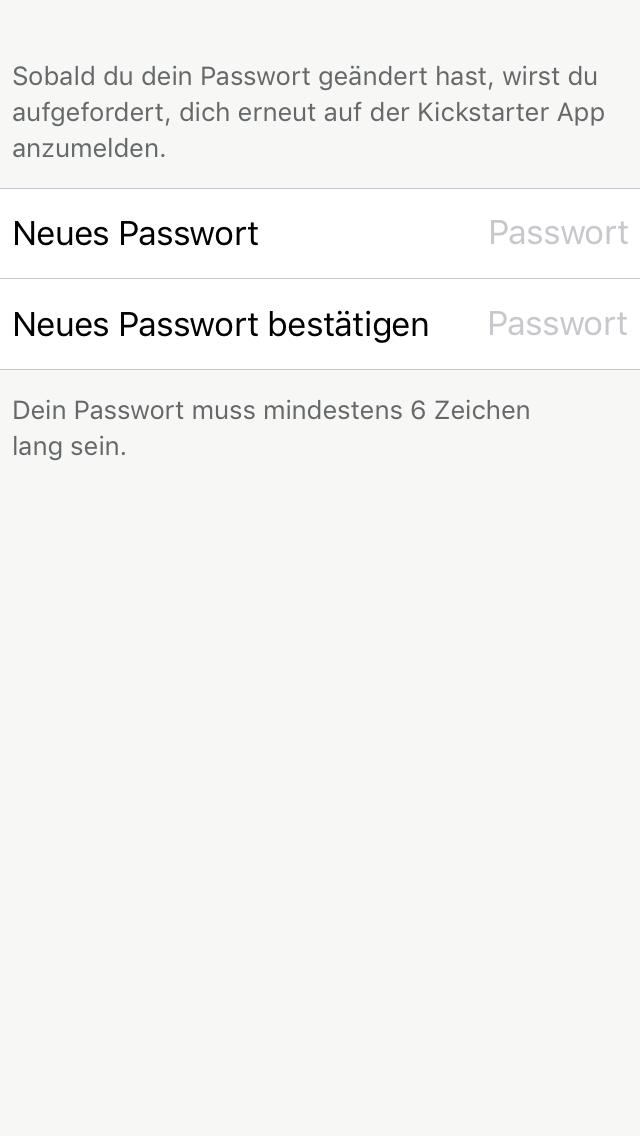 Sobald du dein Passwort geändert hast, wirst du
aufgefordert, dich erneut auf der Kickstarter App
anzumelden.
Neues Passwort Passwort
Neues Passwort bestätigen Passwort
Dein Passwort muss mindestens 6 Zeichen
lang sein.